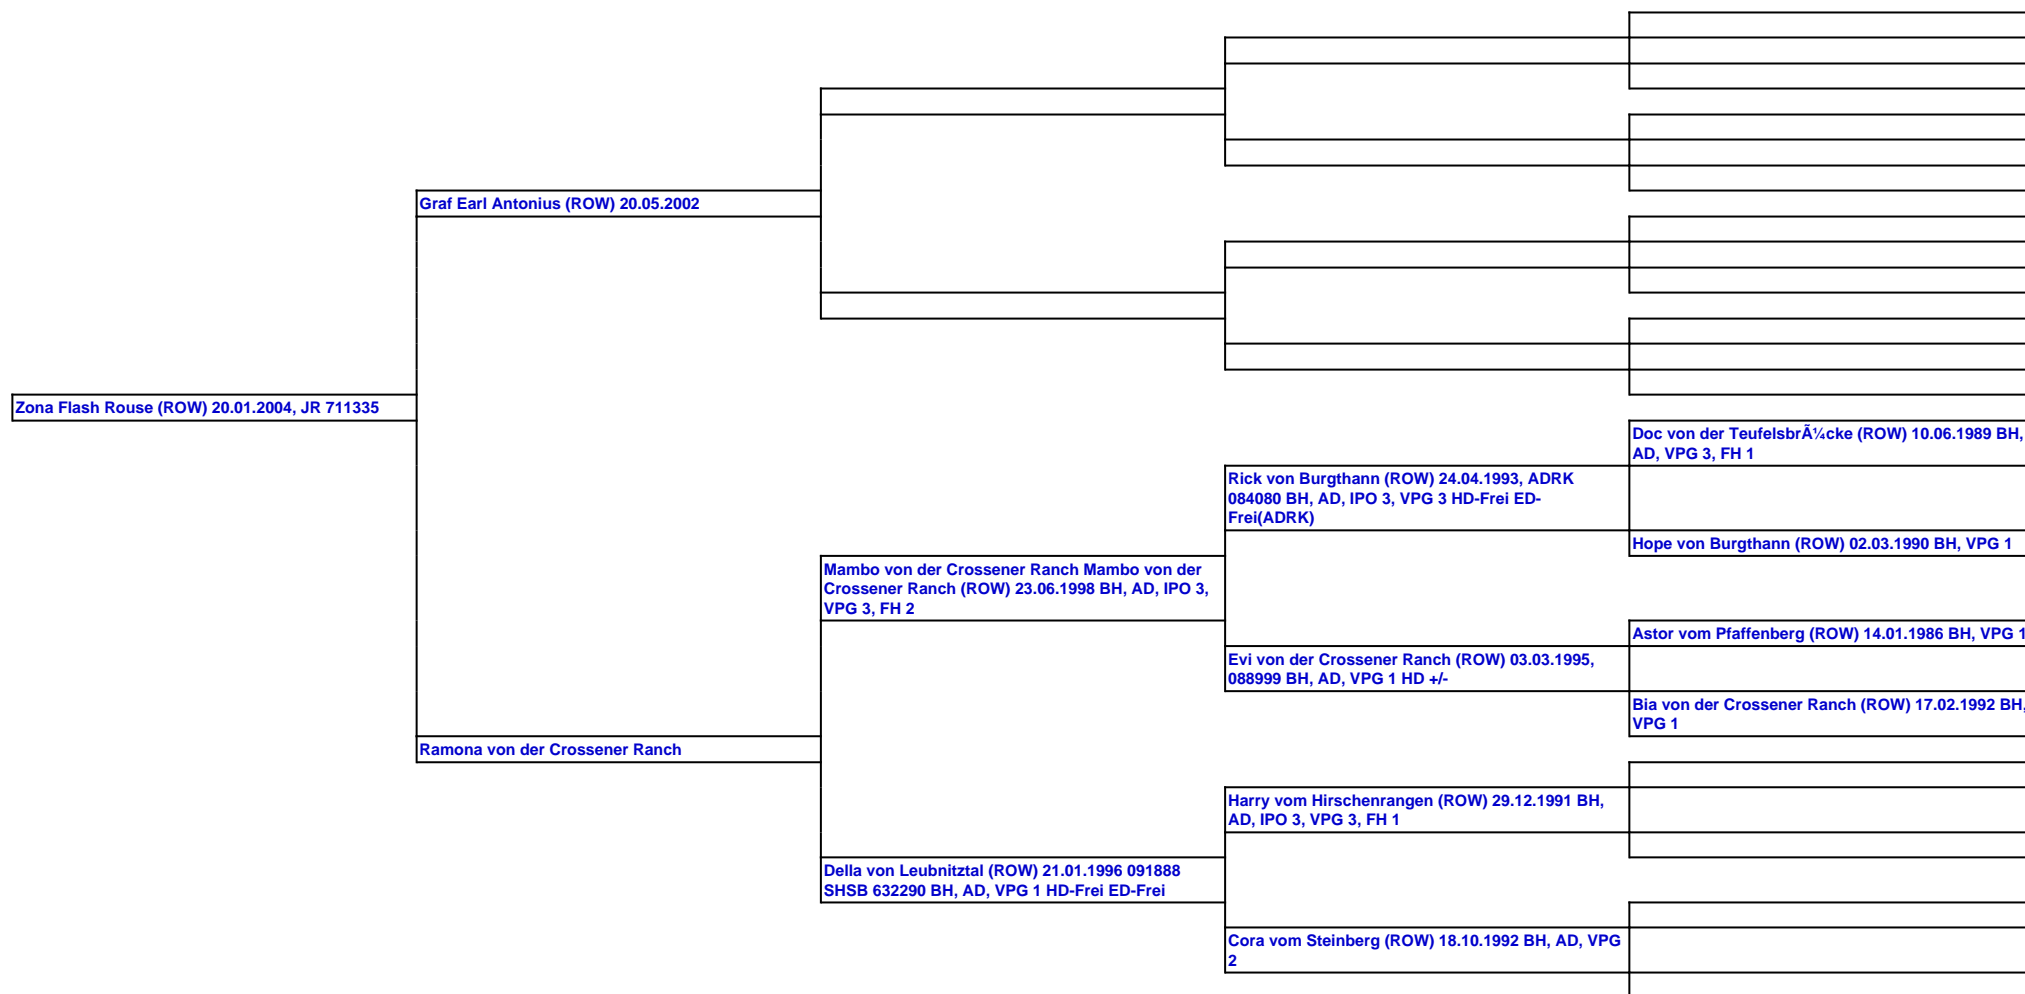 Graf Earl Antonius (ROW) 20.05.2002
Zona Flash Rouse (ROW) 20.01.2004, JR 711335
Doc von der TeufelsbrÃ¼cke (ROW) 10.06.1989 BH,
AD, VPG 3, FH 1
Rick von Burgthann (ROW) 24.04.1993, ADRK
084080 BH, AD, IPO 3, VPG 3 HD-Frei ED-
Frei(ADRK)
Hope von Burgthann (ROW) 02.03.1990 BH, VPG 1
Mambo von der Crossener Ranch Mambo von der
Crossener Ranch (ROW) 23.06.1998 BH, AD, IPO 3,
VPG 3, FH 2
Astor vom Pfaffenberg (ROW) 14.01.1986 BH, VPG 1
Evi von der Crossener Ranch (ROW) 03.03.1995,
088999 BH, AD, VPG 1 HD +/-
Bia von der Crossener Ranch (ROW) 17.02.1992 BH,
VPG 1
Ramona von der Crossener Ranch
Harry vom Hirschenrangen (ROW) 29.12.1991 BH,
AD, IPO 3, VPG 3, FH 1
Della von Leubnitztal (ROW) 21.01.1996 091888
SHSB 632290 BH, AD, VPG 1 HD-Frei ED-Frei
Cora vom Steinberg (ROW) 18.10.1992 BH, AD, VPG
2